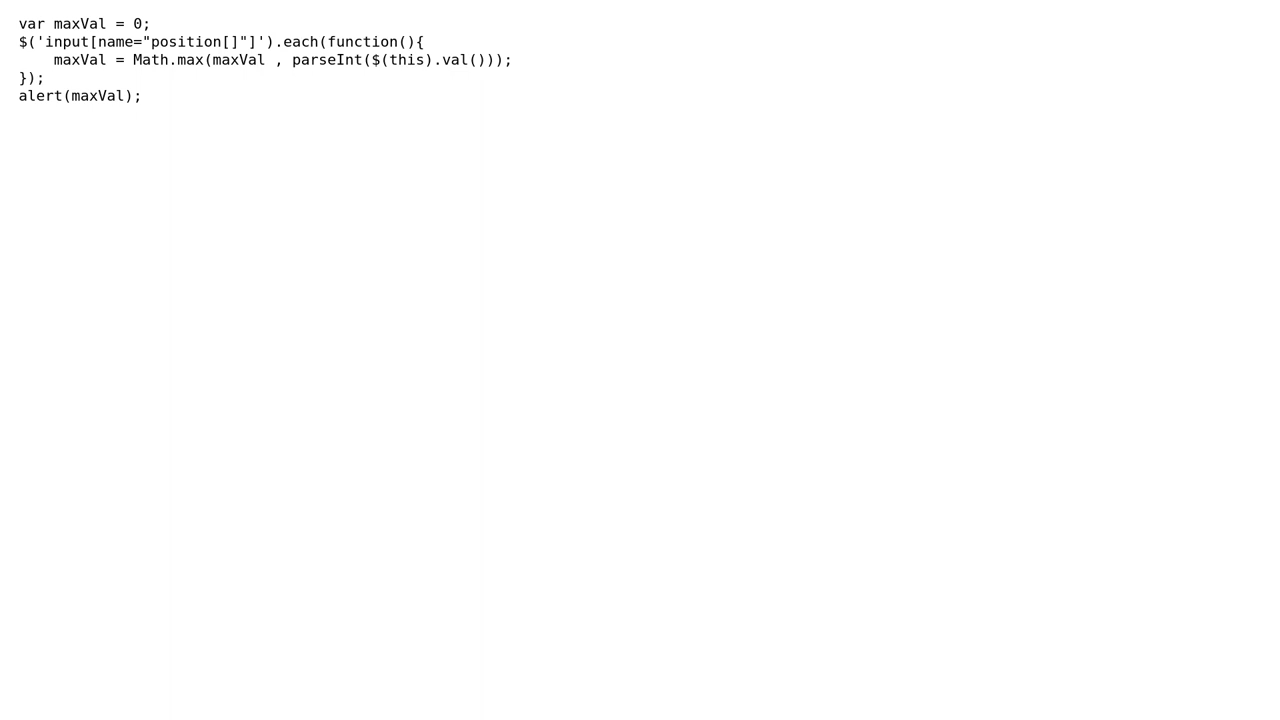 var maxVal = 0;
$('input[name="position[]"]').each(function(){
    maxVal = Math.max(maxVal , parseInt($(this).val()));
});
alert(maxVal);